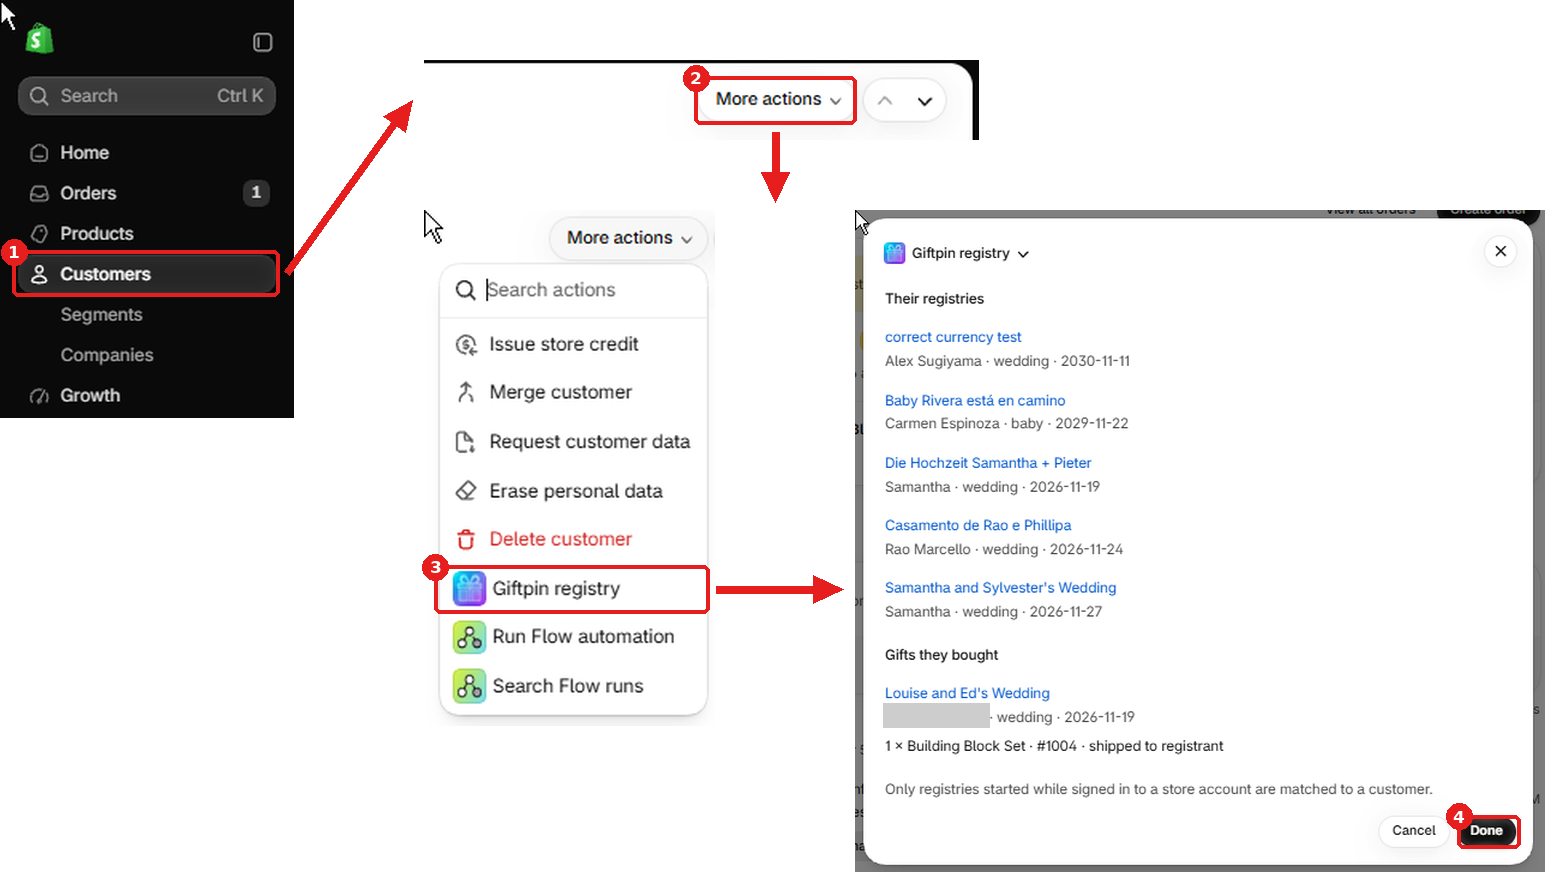 Search Ctrl K
Home
Orders 1
Products
1
Customers
Segments
Companies
Growth
2
More actions
More actions
Search actions
Issue store credit
Merge customer
Request customer data
Erase personal data
Delete customer
3
Giftpin registry
Run Flow automation
Search Flow runs
View all orders Create order
Giftpin registry
Their registries
correct currency test
Alex Sugiyama · wedding · 2030-11-11
Baby Rivera está en camino
Carmen Espinoza · baby · 2029-11-22
Die Hochzeit Samantha + Pieter
Samantha · wedding · 2026-11-19
Casamento de Rao e Phillipa
Rao Marcello · wedding · 2026-11-24
Samantha and Sylvester's Wedding
Samantha · wedding · 2026-11-27
Gifts they bought
Louise and Ed's Wedding
· wedding · 2026-11-19
1 × Building Block Set · #1004 · shipped to registrant
Only registries started while signed in to a store account are matched to a customer.
4
Cancel Done